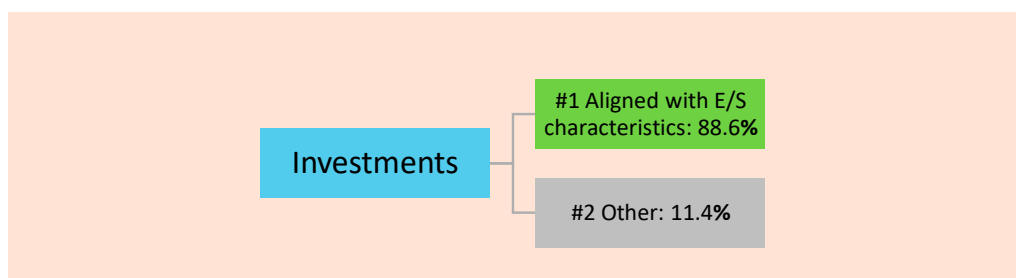 #1 Aligned with E/S
characteristics: 88.6%
Investments
#2 Other: 11.4%